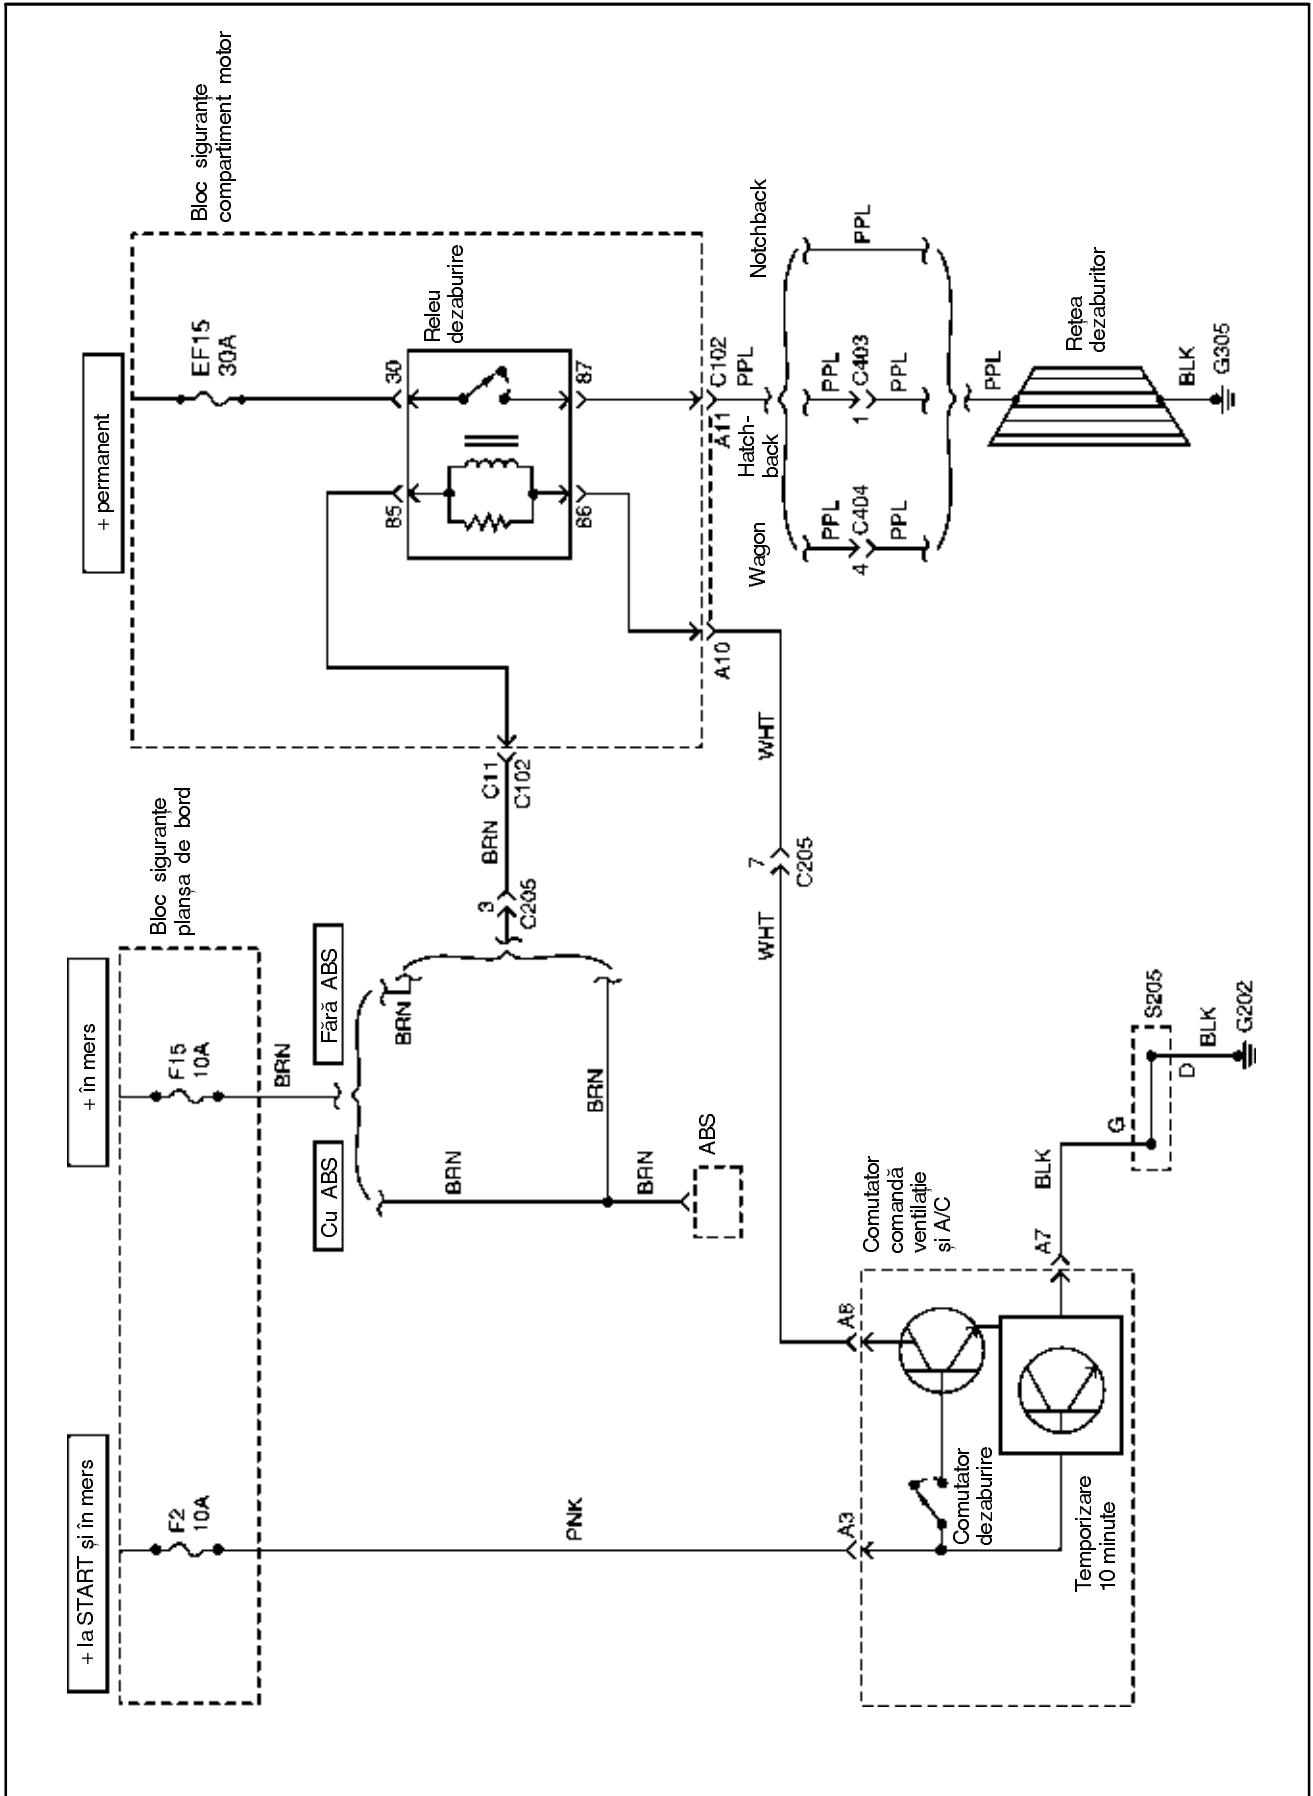 + la START și în mers
+ în mers
+ permanent
Bloc siguranțe
planșa de bord
Bloc siguranțe
compartiment motor
F2
10A
F15
10A
EF15
30A
BRN
Cu ABS
Fără ABS
BRN
BRN
BRN
BRN
ABS
3
C205
BRN
C11
C102
85
30
Releu
dezaburire
86
87
PNK
WHT
7
C205
WHT
A10
A11
C102
PPL
Wagon
Hatch-
back
Notchback
PPL
PPL
PPL
4
C404
1
C403
PPL
PPL
PPL
Rețea
dezaburitor
BLK
G305
A3
A6
Comutator
comandă
ventilație
și A/C
Comutator
dezaburire
Temporizare
10 minute
A7
BLK
G
S205
D
BLK
G202